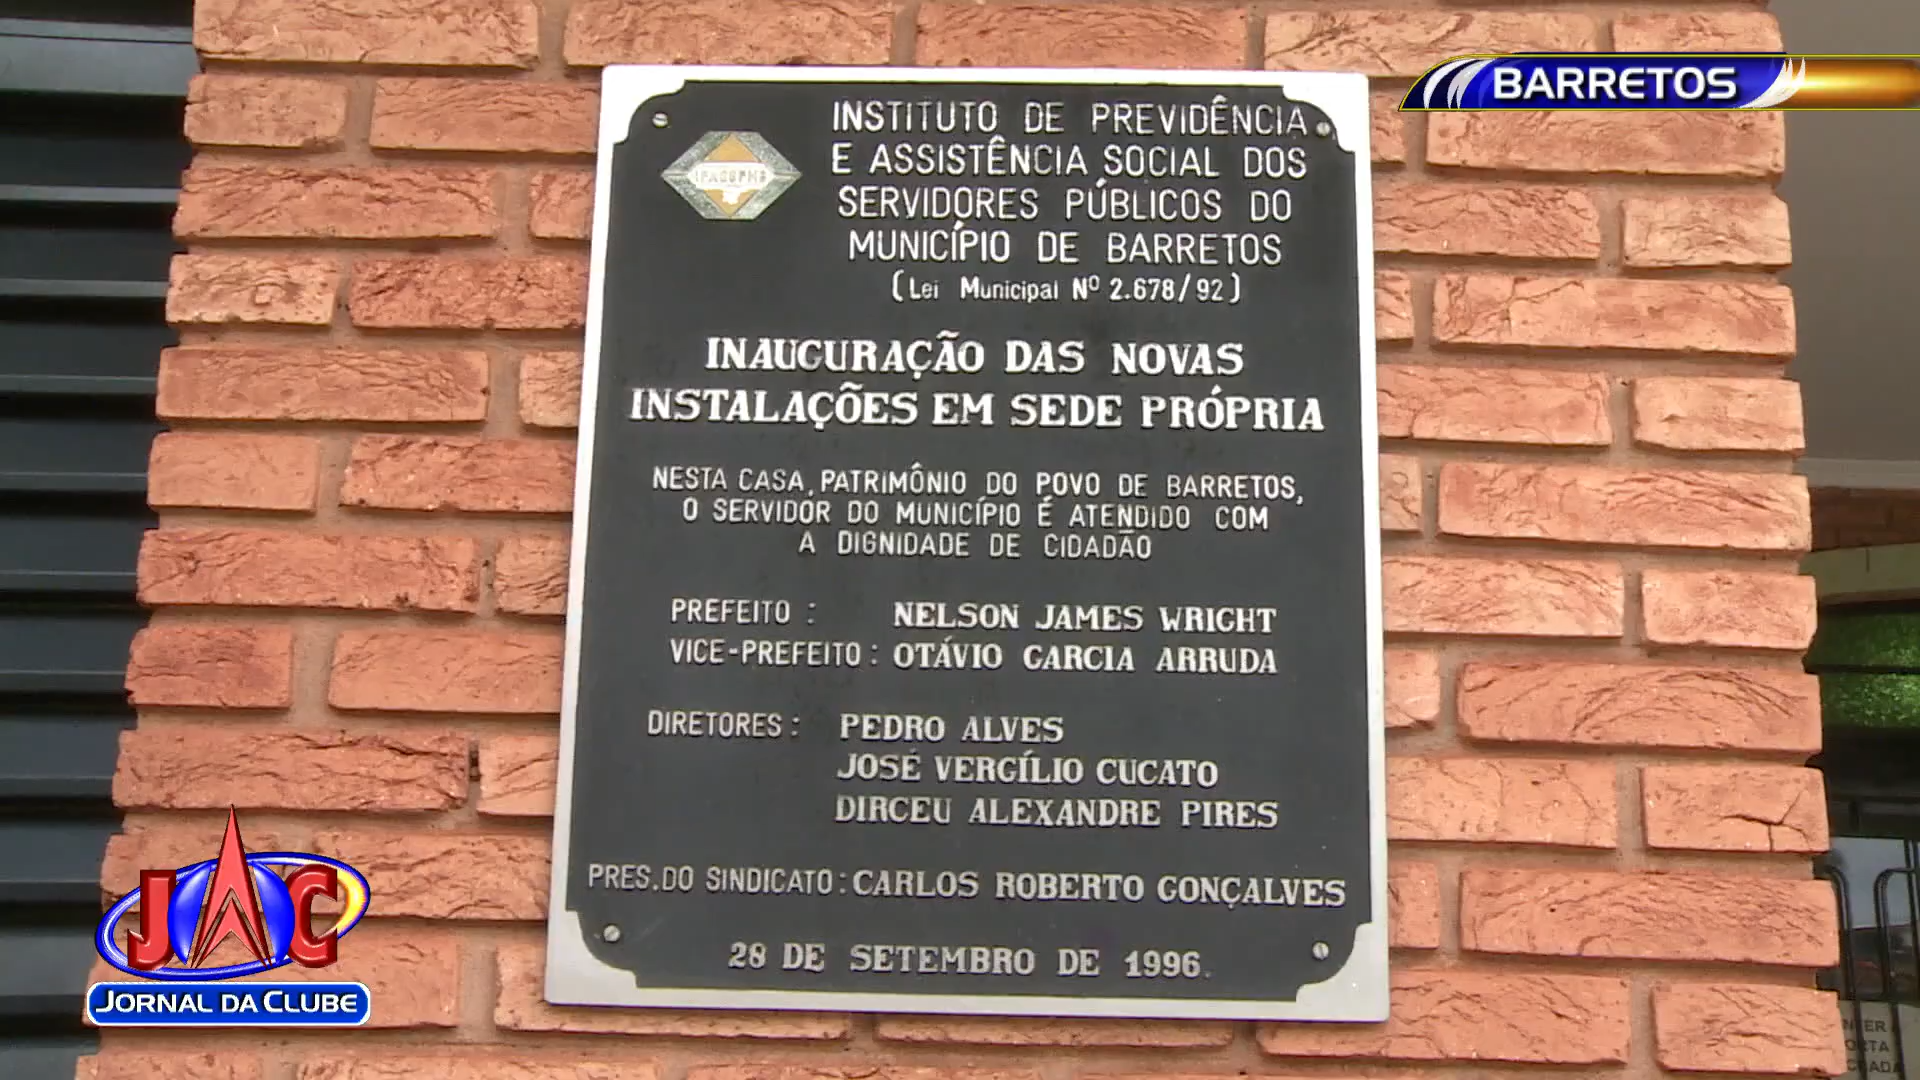 BARRETOS
INSTITUTO DE PREVIDÊNCIA
E ASSISTÊNCIA SOCIAL DOS
SERVIDORES PÚBLICOS DO
MUNICÍPIO DE BARRETOS
(Lei Municipal Nº 2.678/92)
INAUGURAÇÃO DAS NOVAS
INSTALAÇÕES EM SEDE PRÓPRIA
NESTA CASA, PATRIMÔNIO DO POVO DE BARRETOS,
O SERVIDOR DO MUNICÍPIO É ATENDIDO COM
A DIGNIDADE DE CIDADÃO
PREFEITO : NELSON JAMES WRIGHT
VICE-PREFEITO : OTÁVIO GARCIA ARRUDA
DIRETORES : PEDRO ALVES
JOSÉ VERGÍLIO CUCATO
DIRCEU ALEXANDRE PIRES
PRES. DO SINDICATO : CARLOS ROBERTO GONÇALVES
28 DE SETEMBRO DE 1996.
JAC
JORNAL DA CLUBE